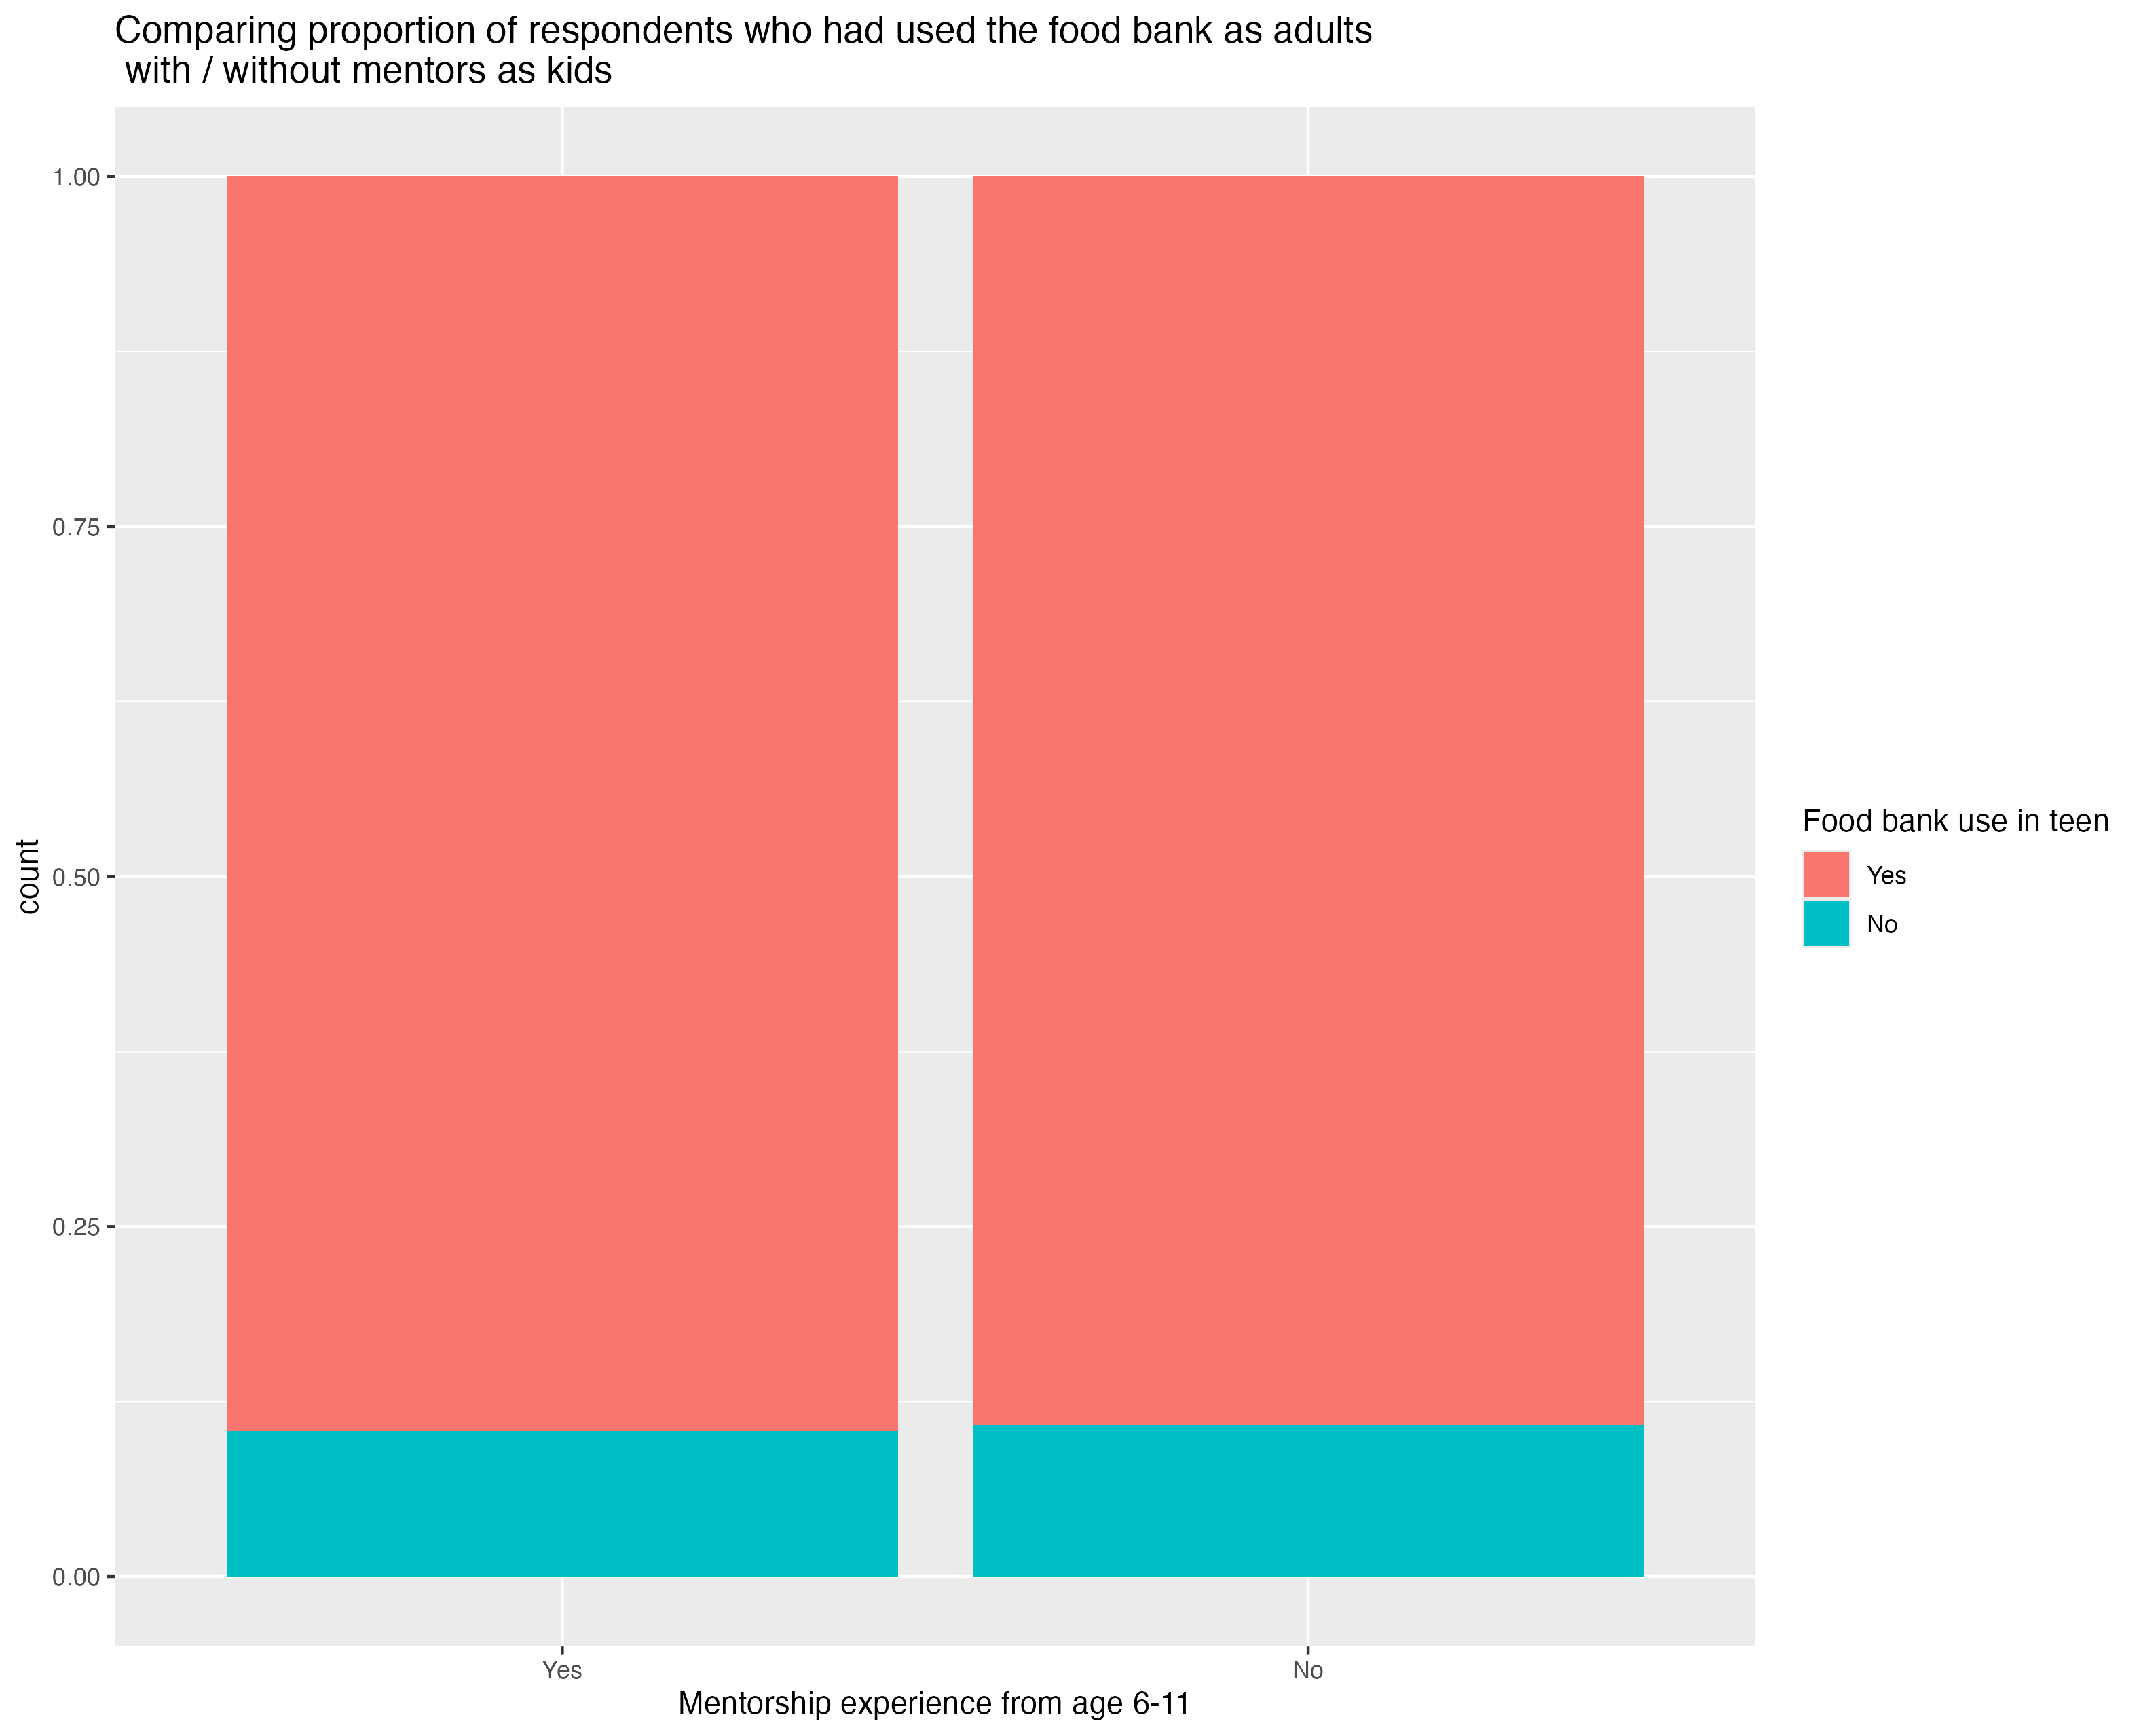 Comparing proportion of respondents who had used the food bank as adults
with / without mentors as kids
1.00
0.75
0.50
0.25
0.00
count
Yes
No
Mentorship experience from age 6-11
Food bank use in teen
Yes
No